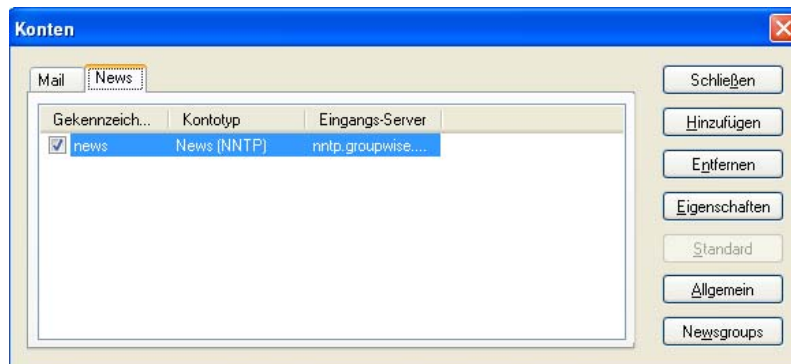 Konten
Mail News
Gekennzeich... Kontotyp Eingangs-Server
news News (NNTP) nntp.groupwise....
Schließen
Hinzufügen
Entfernen
Eigenschaften
Standard
Allgemein
Newsgroups